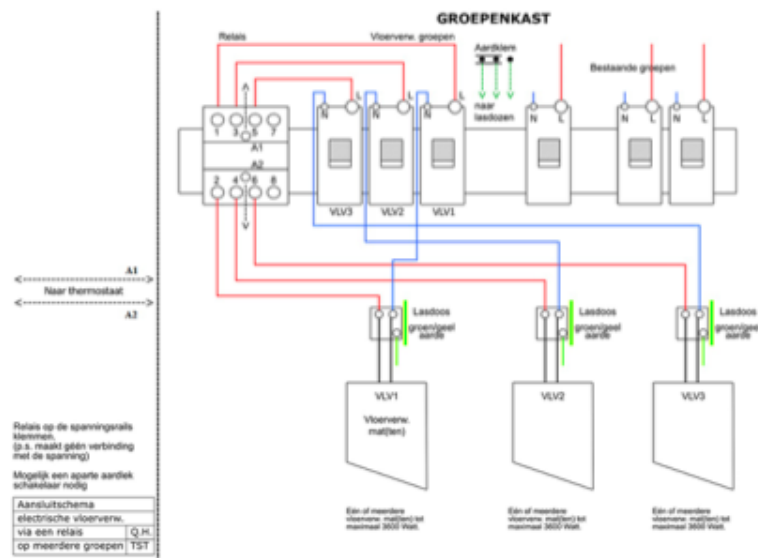 GROEPENKAST
Relais
Vloerverw. groepen
Aardklem
Bestaande groepen
naar
lasdozen
N L N L N L N L N L N L
1 3 5 7
A1
A2
2 4 6 8
VLV3 VLV2 VLV1
A1
Naar thermostaat
A2
Lasdoos
groen/geel
aarde
Lasdoos
groen/geel
aarde
Lasdoos
groen/geel
aarde
VLV1
Vloerverw.
mat(ten)
VLV2
VLV3
Relais op de spanningsrails
klemmen.
(p.s. maakt géén verbinding
met de spanning)
Mogelijk een aparte aardlek
schakelaar nodig
Aansluitschema
electrische vloerverw.
via een relais Q.H.
op meerdere groepen TST
Eén of meerdere
vloerverw. mat(ten) tot
maximaal 3600 Watt.
Eén of meerdere
vloerverw. mat(ten) tot
maximaal 3600 Watt.
Eén of meerdere
vloerverw. mat(ten) tot
maximaal 3600 Watt.